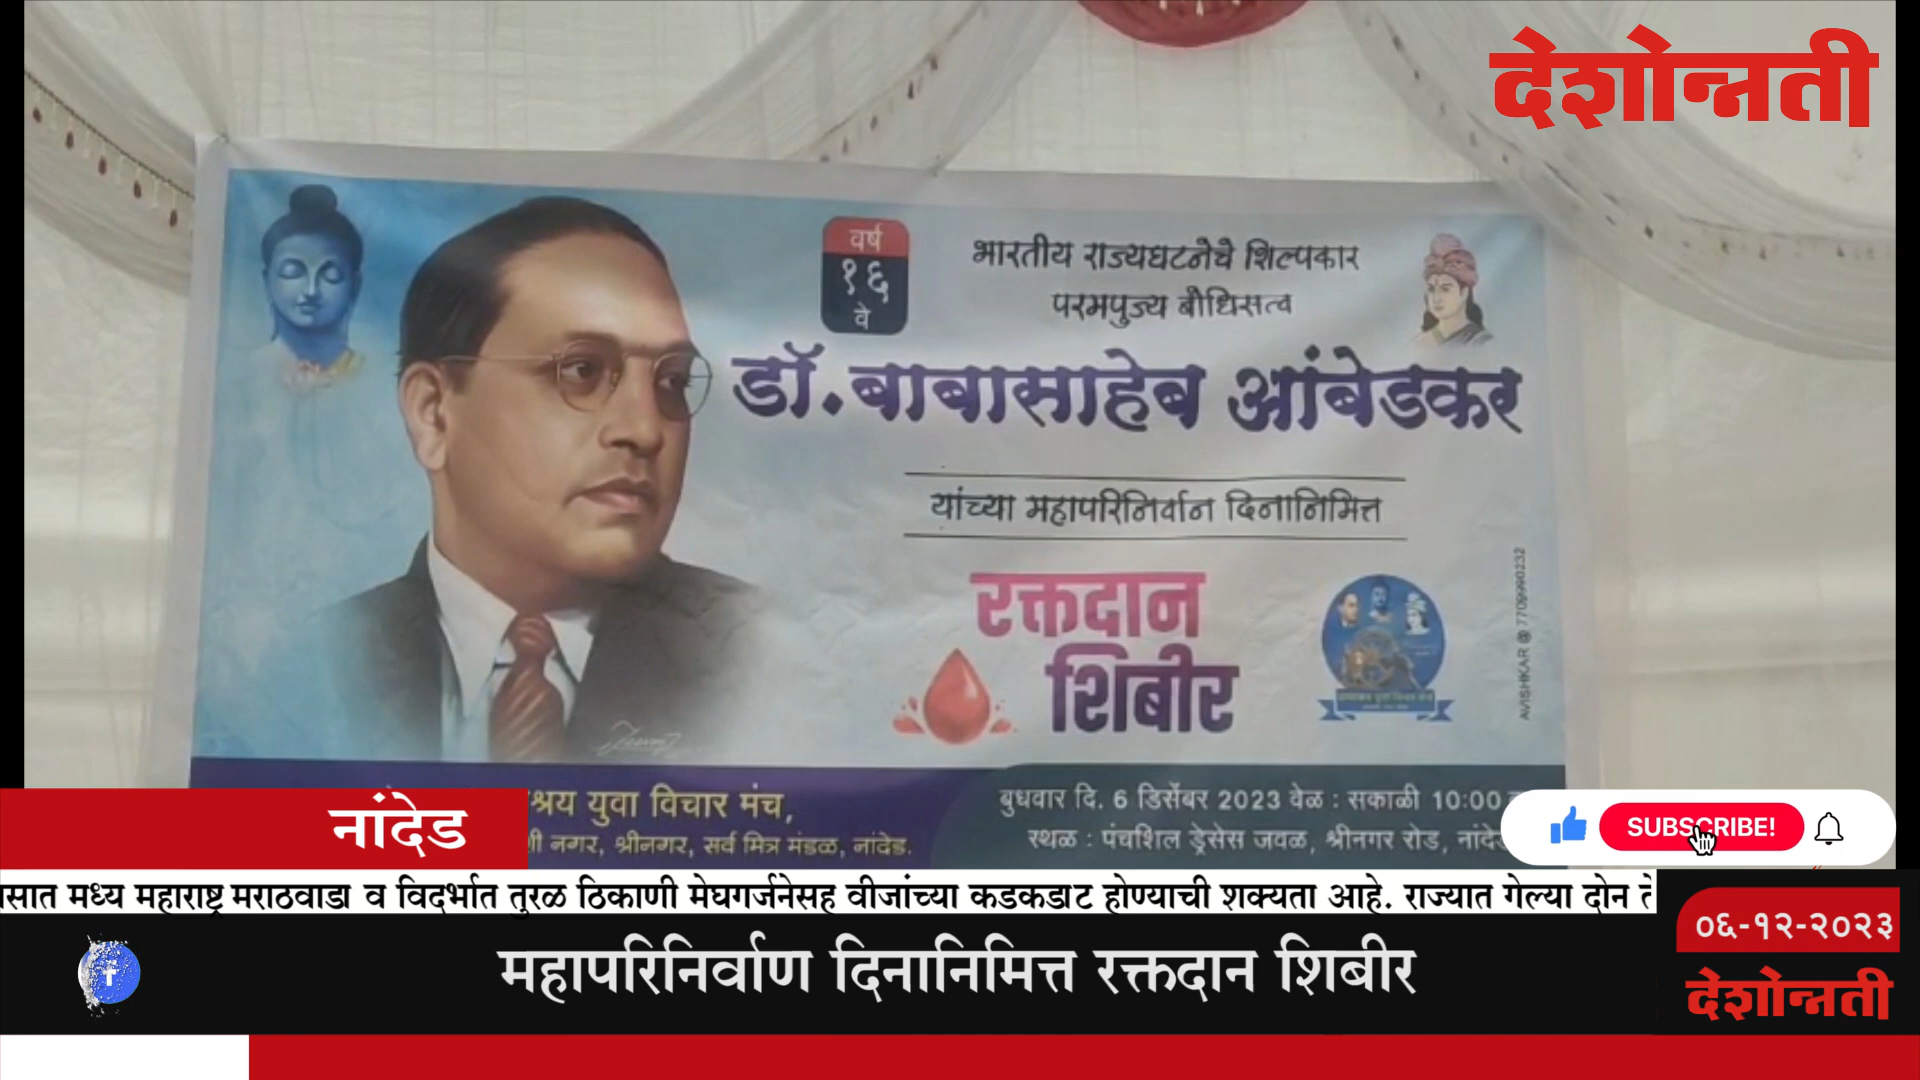 देशोन्नती
वर्ष
१६
वे
भारतीय राज्यघटनेचे शिल्पकार
परमपुज्य बोधिसत्व
डॉ. बाबासाहेब आंबेडकर
यांच्या महापरिनिर्वान दिनानिमित्त
रक्तदान
शिबीर
AVISHKAR @ 7709990232
युवा विचार मंच,
नगर, श्रीनगर, सर्व मित्र मंडळ, नांदेड.
बुधवार दि. 6 डिसेंबर 2023 वेळ : सकाळी 10:00
स्थळ : पंचशिल ड्रेसेस जवळ, श्रीनगर रोड,
नांदेड
SUBSCRIBE!
मध्य महाराष्ट्र मराठवाडा व विदर्भात तुरळ ठिकाणी मेघगर्जनेसह वीजांच्या कडकडाट होण्याची शक्यता आहे. राज्यात गेल्या दोन
०६-१२-२०२३
महापरिनिर्वाण दिनानिमित्त रक्तदान शिबीर
देशोन्नती